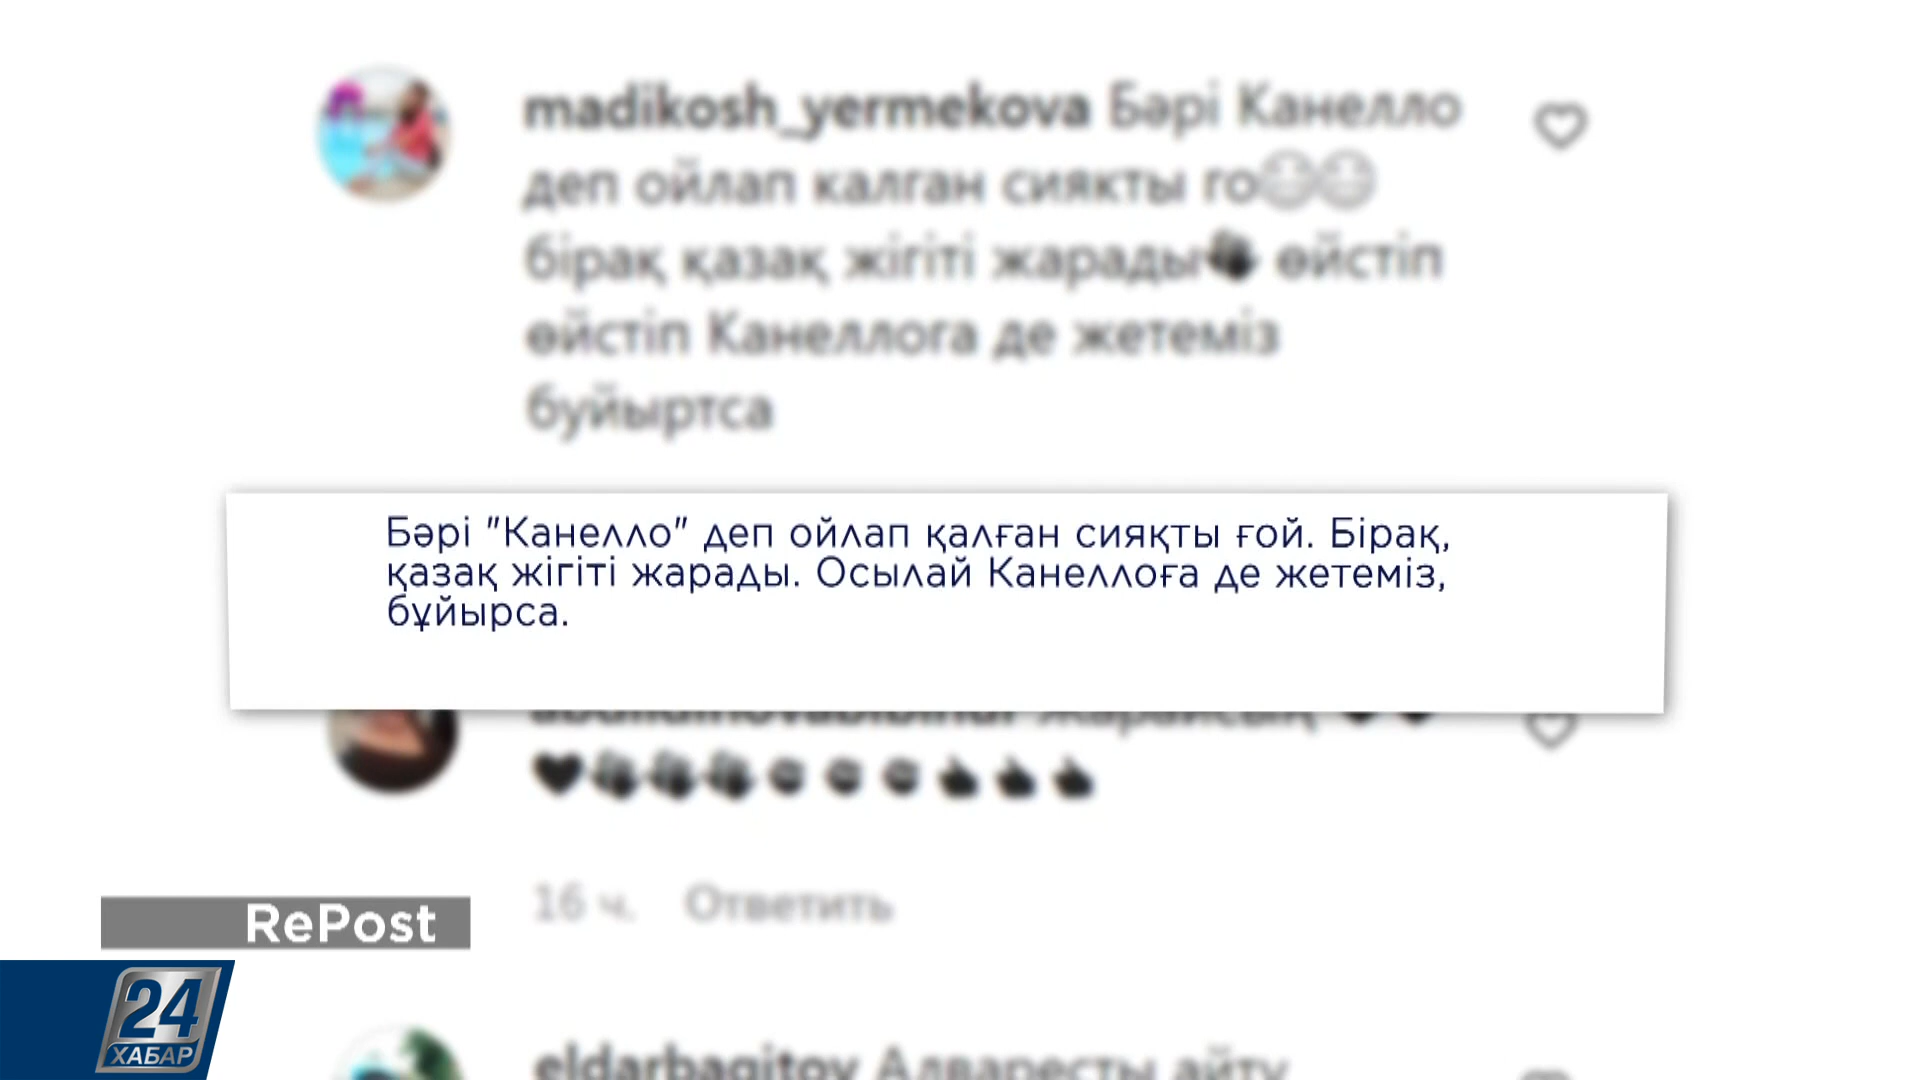 madikosh_yermekova Бәрі Канелло
деп ойлап калган сиякты го
бірақ қазақ жігіті жарады өйстіп
өйстіп Канеллога де жетеміз
буйыртса
Бәрі "Канелло" деп ойлап қалған сияқты ғой. Бірақ,
қазақ жігіті жарады. Осылай Канеллоға де жетеміз,
бұйырса.
жарайсың
16 ч. Ответить
RePost
24
ХАБАР
eldarbagitov Алваресты айту